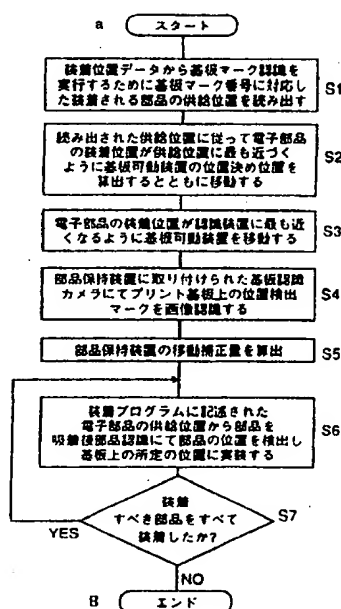 a スタート
装着位置データから基板マーク認識を
実行するために基板マーク番号に対応し
た装着される部品の供給位置を読み出す
S1
読み出された供給位置に従って電子部品
の装着位置が供給位置に最も近づく
ように基板可動装置の位置決め位置を
算出するとともに移動する
S2
電子部品の装着位置が認識装置に最も近
くなるように基板可動装置を移動する
S3
部品保持装置に取り付けられた基板認識
カメラにてプリント基板上の位置検出
マークを画像認識する
S4
部品保持装置の移動補正量を算出
S5
装着プログラムに記述された
電子部品の供給位置から部品を
吸着後部品認識にて部品の位置を検出し
基板上の所定の位置に実装する
S6
装着
すべき部品をすべて
装着したか?
S7
YES
NO
B エンド